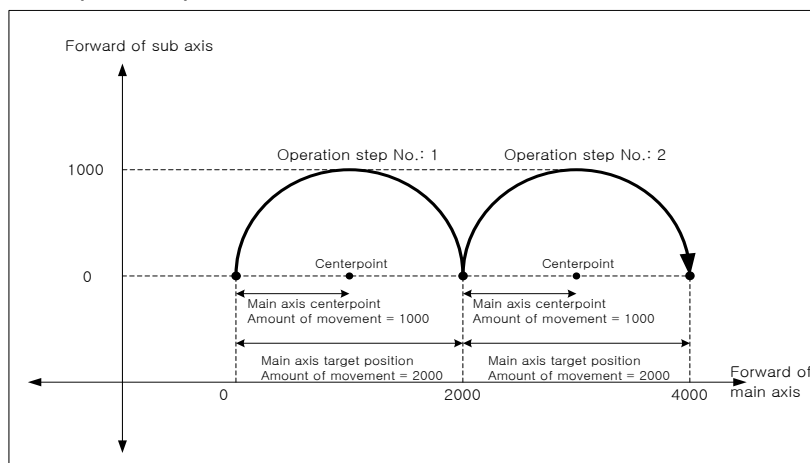 Forward of sub axis
Operation step No.: 1
Operation step No.: 2
1000
Centerpoint
Centerpoint
0
Main axis centerpoint
Amount of movement = 1000
Main axis centerpoint
Amount of movement = 1000
Main axis target position
Amount of movement = 2000
Main axis target position
Amount of movement = 2000
Forward of
main axis
0
2000
4000